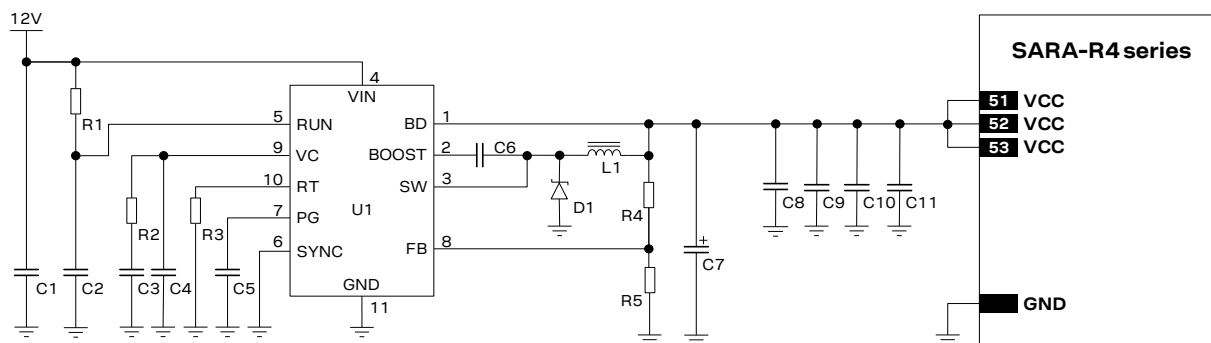 12V
SARA-R4 series
4
VIN
51 VCC
R1
5 RUN
BD 1
52 VCC
9 VC
BOOST 2
C6
53 VCC
L1
10 RT
SW 3
D1
C8 C9 C10 C11
U1
R4
7 PG
R2 R3
6 SYNC
FB 8
+
C7
C1 C2 C3 C4 C5
GND
R5
11
GND